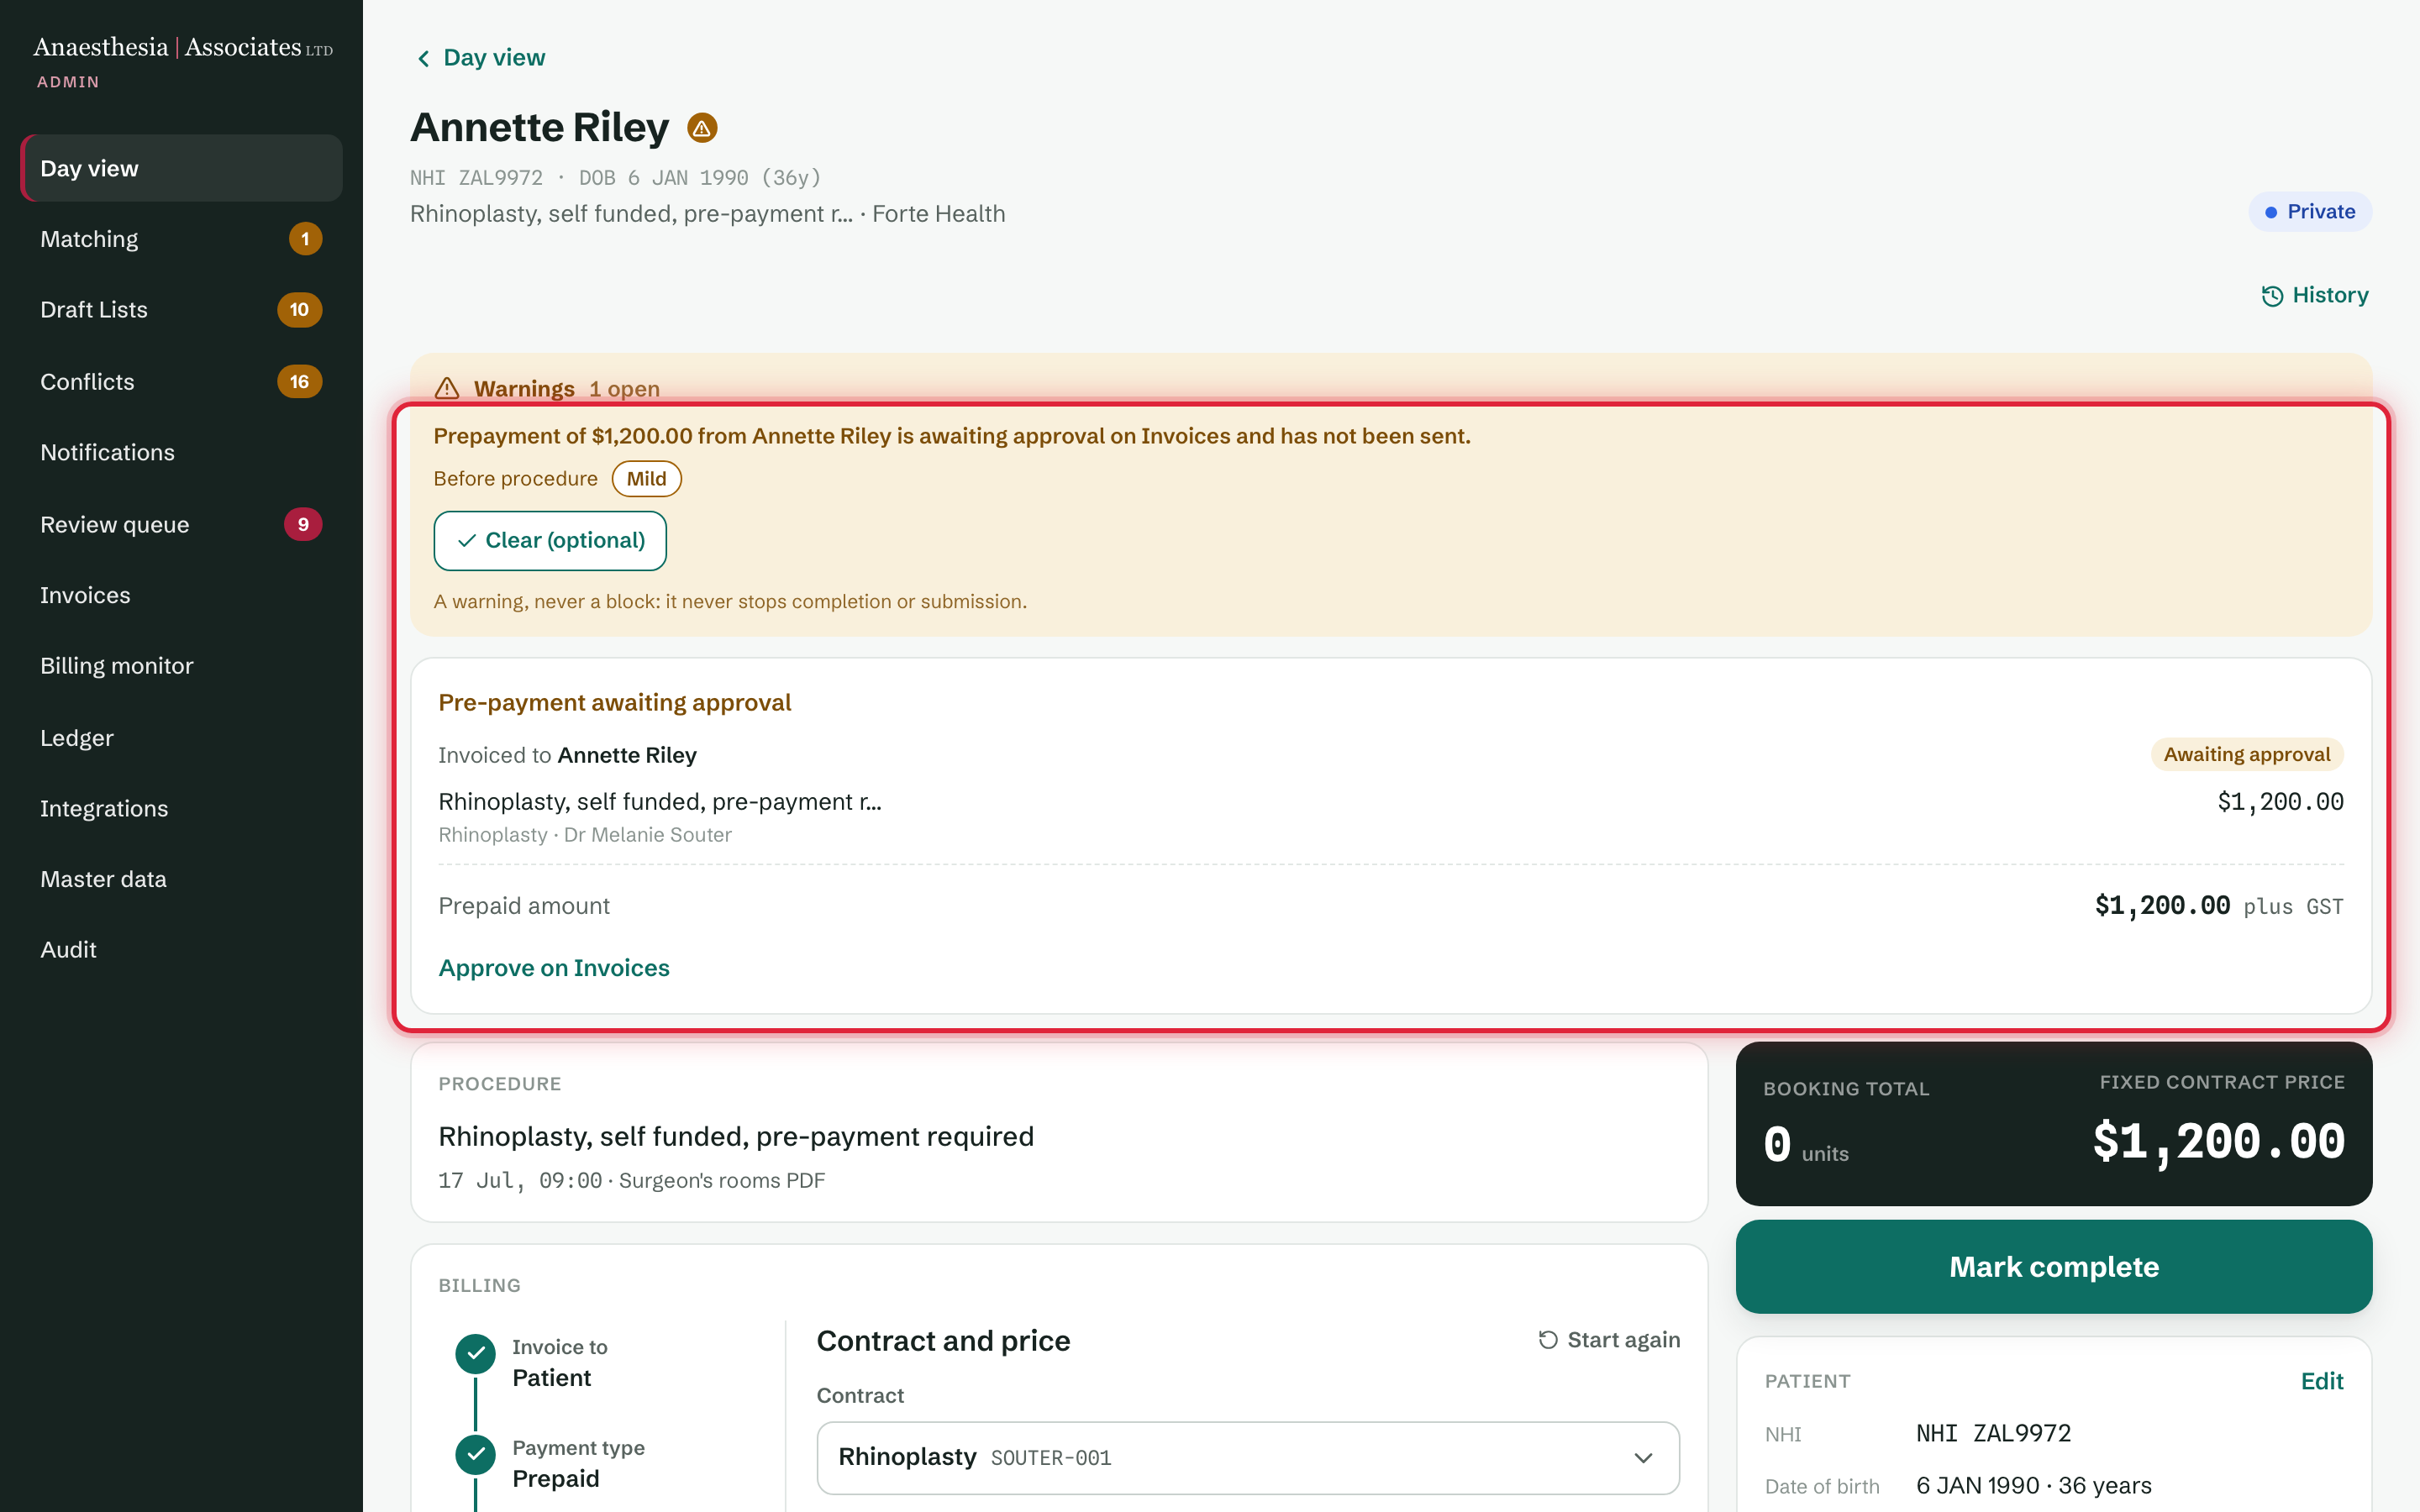 Anaesthesia | Associates LTD
ADMIN
Day view
Matching 1
Draft Lists 10
Conflicts 16
Notifications
Review queue 9
Invoices
Billing monitor
Ledger
Integrations
Master data
Audit
Day view
Annette Riley
NHI ZAL9972 · DOB 6 JAN 1990 (36y)
Rhinoplasty, self funded, pre-payment r... · Forte Health
Private
History
Warnings 1 open
Prepayment of $1,200.00 from Annette Riley is awaiting approval on Invoices and has not been sent.
Before procedure Mild
Clear (optional)
A warning, never a block: it never stops completion or submission.
Pre-payment awaiting approval
Invoiced to Annette Riley Awaiting approval
Rhinoplasty, self funded, pre-payment r... $1,200.00
Rhinoplasty · Dr Melanie Souter
Prepaid amount $1,200.00 plus GST
Approve on Invoices
PROCEDURE
Rhinoplasty, self funded, pre-payment required
17 Jul, 09:00 · Surgeon's rooms PDF
BOOKING TOTAL FIXED CONTRACT PRICE
0 units $1,200.00
Mark complete
BILLING
Invoice to
Patient
Payment type
Prepaid
Contract and price Start again
Contract
Rhinoplasty SOUTER-001
PATIENT Edit
NHI NHI ZAL9972
Date of birth 6 JAN 1990 · 36 years